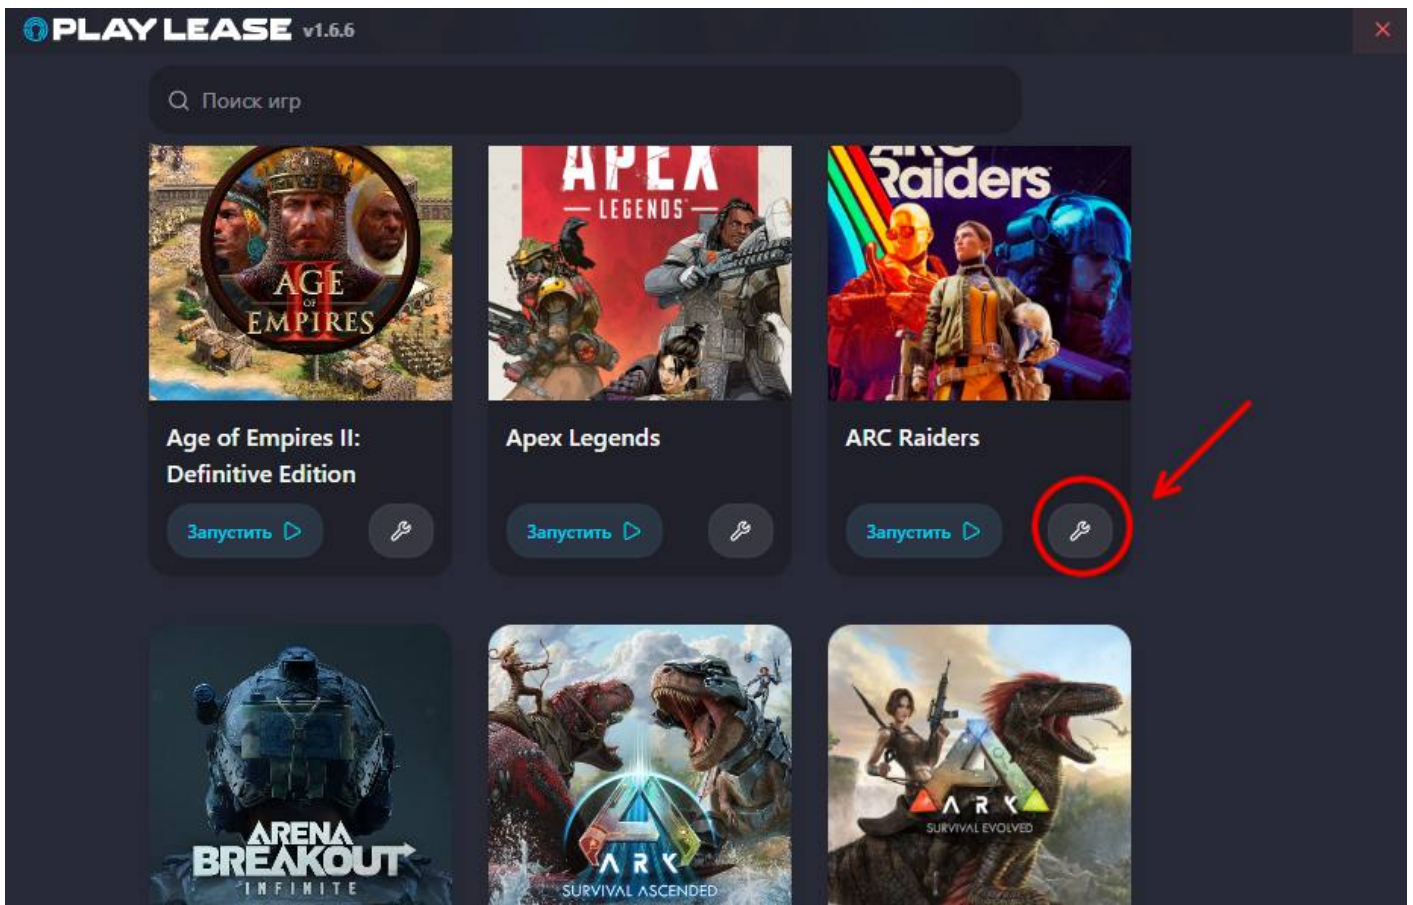 PLAY LEASE v1.6.6
Поиск игр
AGE
OF
EMPIRES
APEX
LEGENDS
ARC
Raiders
Age of Empires II:
Definitive Edition
Apex Legends
ARC Raiders
Запустить
Запустить
Запустить
ARENA
BREAKOUT
INFINITE
ARK
SURVIVAL ASCENDED
ARK
SURVIVAL EVOLVED